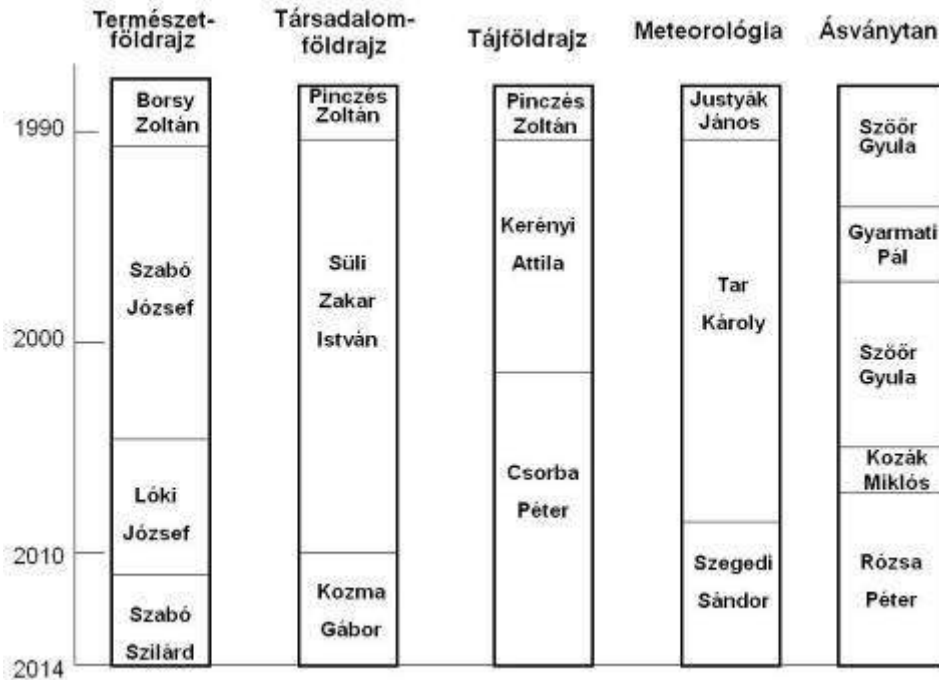 Természet-
földrajz
Társadalom-
földrajz
Tájföldrajz
Meteorológia
Ásványtan
1990
2000
2010
2014
Borsy
Zoltán
Szabó
József
Lóki
József
Szabó
Szilárd
Pinczés
Zoltán
Süli
Zakar
István
Kozma
Gábor
Pinczés
Zoltán
Kerényi
Attila
Csorba
Péter
Justyák
János
Tar
Károly
Szegedi
Sándor
Szöőr
Gyula
Gyarmati
Pál
Szöőr
Gyula
Kozák
Miklós
Rózsa
Péter